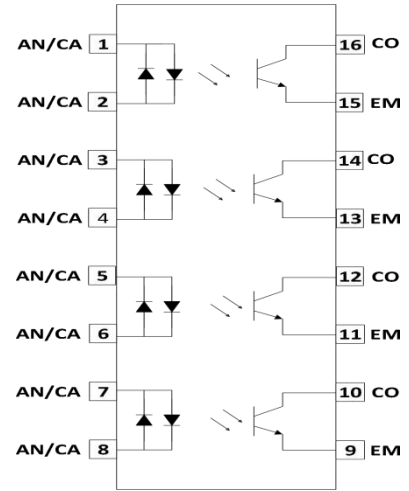 AN/CA 1 16 CO
AN/CA 2 15 EM
AN/CA 3 14 CO
AN/CA 4 13 EM
AN/CA 5 12 CO
AN/CA 6 11 EM
AN/CA 7 10 CO
AN/CA 8 9 EM